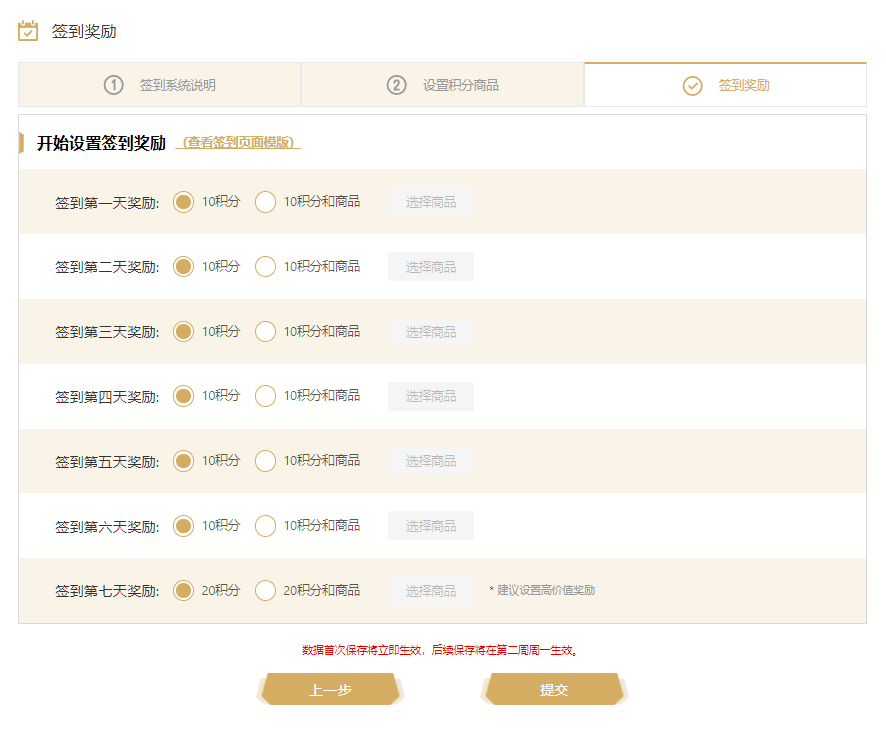 签到奖励
1 签到系统说明 2 设置积分商品 签到奖励
开始设置签到奖励 (查看签到页面模版)
签到第一天奖励: 10积分 10积分和商品 选择商品
签到第二天奖励: 10积分 10积分和商品 选择商品
签到第三天奖励: 10积分 10积分和商品 选择商品
签到第四天奖励: 10积分 10积分和商品 选择商品
签到第五天奖励: 10积分 10积分和商品 选择商品
签到第六天奖励: 10积分 10积分和商品 选择商品
签到第七天奖励: 20积分 20积分和商品 选择商品 * 建议设置高价值奖励
数据首次保存将立即生效，后续保存将在第二周周一生效。
上一步 提交